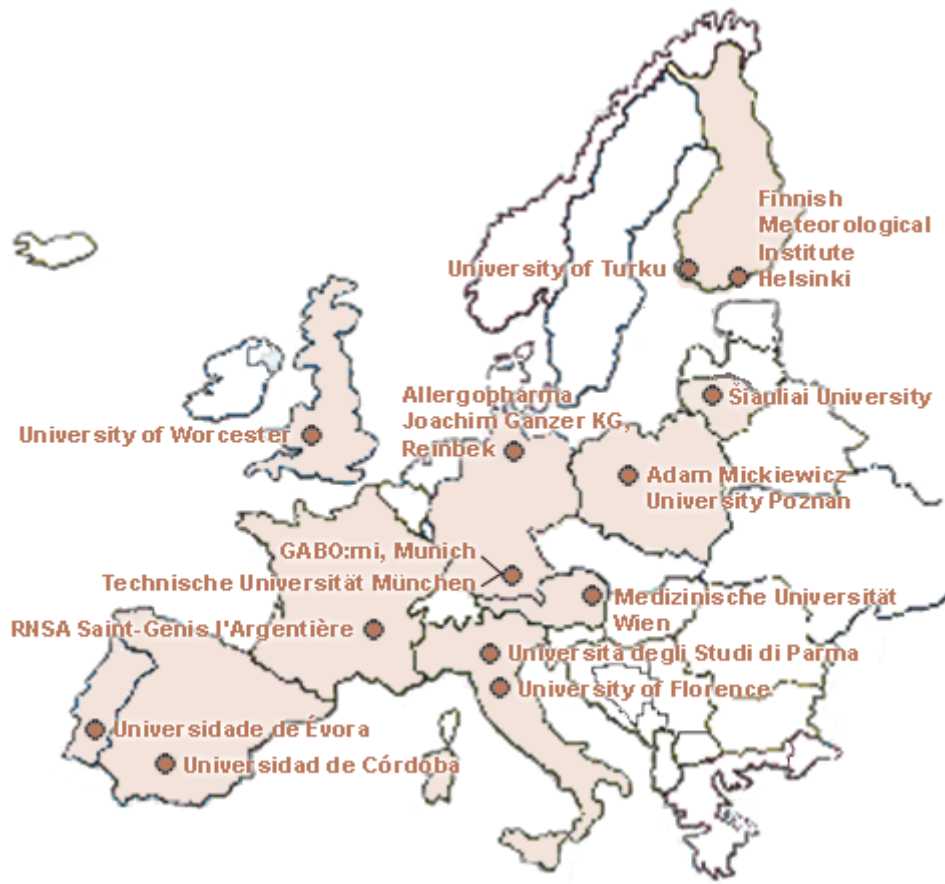 Finnish
Meteorological
Institute
Helsinki
University of Turku
Allergopharma
Joachim Ganzer KG,
Reinbek
Šiauliai University
University of Worcester
Adam Mickiewicz
University Poznan
GABO:mi, Munich
Technische Universität München
Medizinische Universität
Wien
RNSA Saint-Genis l'Argentière
Università degli Studi di Parma
University of Florence
Universidade de Évora
Universidad de Córdoba